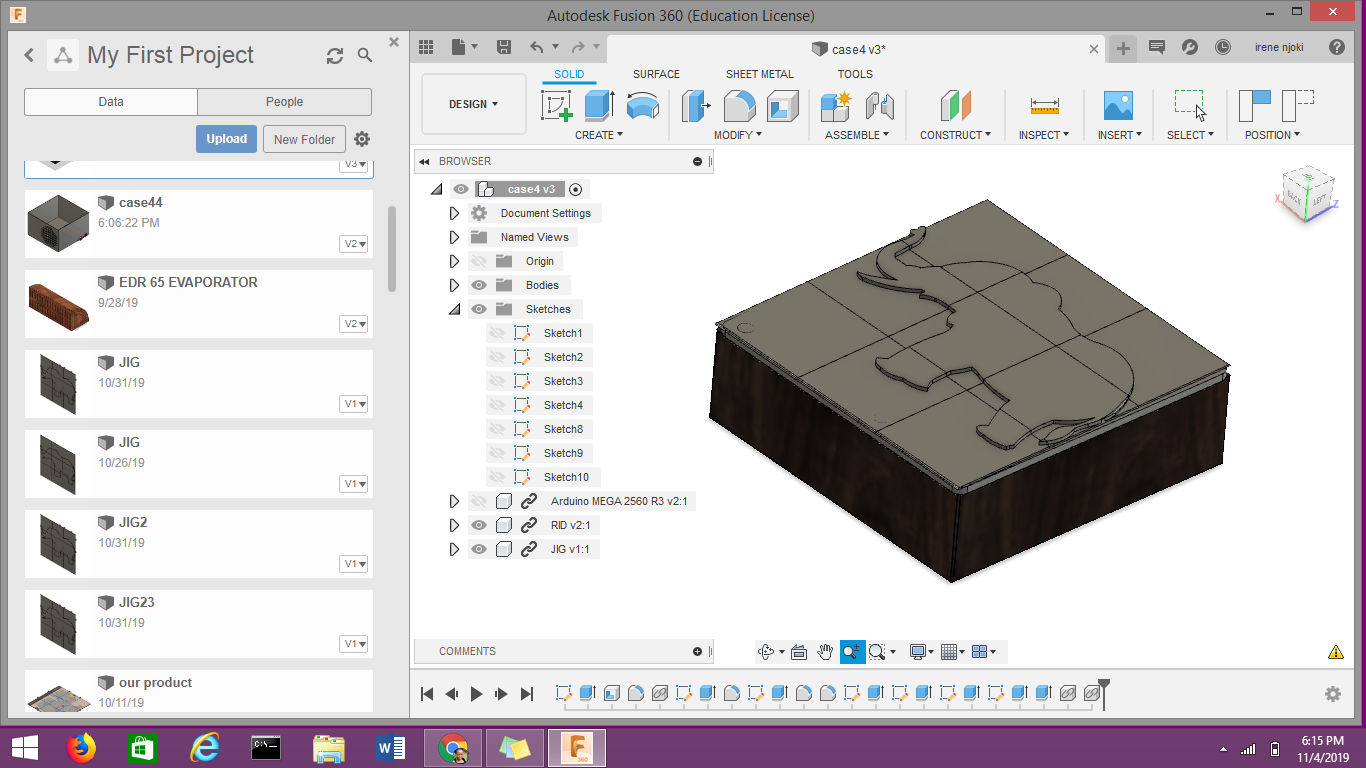 Autodesk Fusion 360 (Education License)
My First Project
Data
People
Upload
New Folder
V3
case44
6:06:22 PM
V2
EDR 65 EVAPORATOR
9/28/19
V2
JIG
10/31/19
V1
JIG
10/26/19
V1
JIG2
10/31/19
V1
JIG23
10/31/19
V1
our product
10/11/19
case4 v3*
irene njoki
DESIGN
SOLID
SURFACE
SHEET METAL
TOOLS
CREATE
MODIFY
ASSEMBLE
CONSTRUCT
INSPECT
INSERT
SELECT
POSITION
BROWSER
case4 v3
Document Settings
Named Views
Origin
Bodies
Sketches
Sketch1
Sketch2
Sketch3
Sketch4
Sketch8
Sketch9
Sketch10
Arduino MEGA 2560 R3 v2:1
RID v2:1
JIG v1:1
BACK
LEFT
X
Z
COMMENTS
6:15 PM
11/4/2019